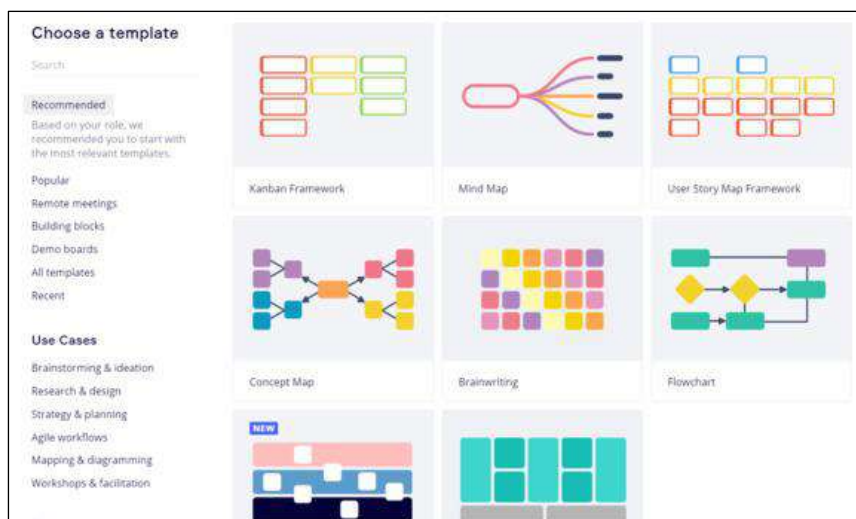 Choose a template
Search
Recommended
Based on your role, we
recommended you to start with
the most relevant templates.
Popular
Remote meetings
Building blocks
Demo boards
All templates
Recent
Use Cases
Brainstorming & ideation
Research & design
Strategy & planning
Agile workflows
Mapping & diagramming
Workshops & facilitation
Kanban Framework
Mind Map
User Story Map Framework
Concept Map
Brainwriting
Flowchart
NEW